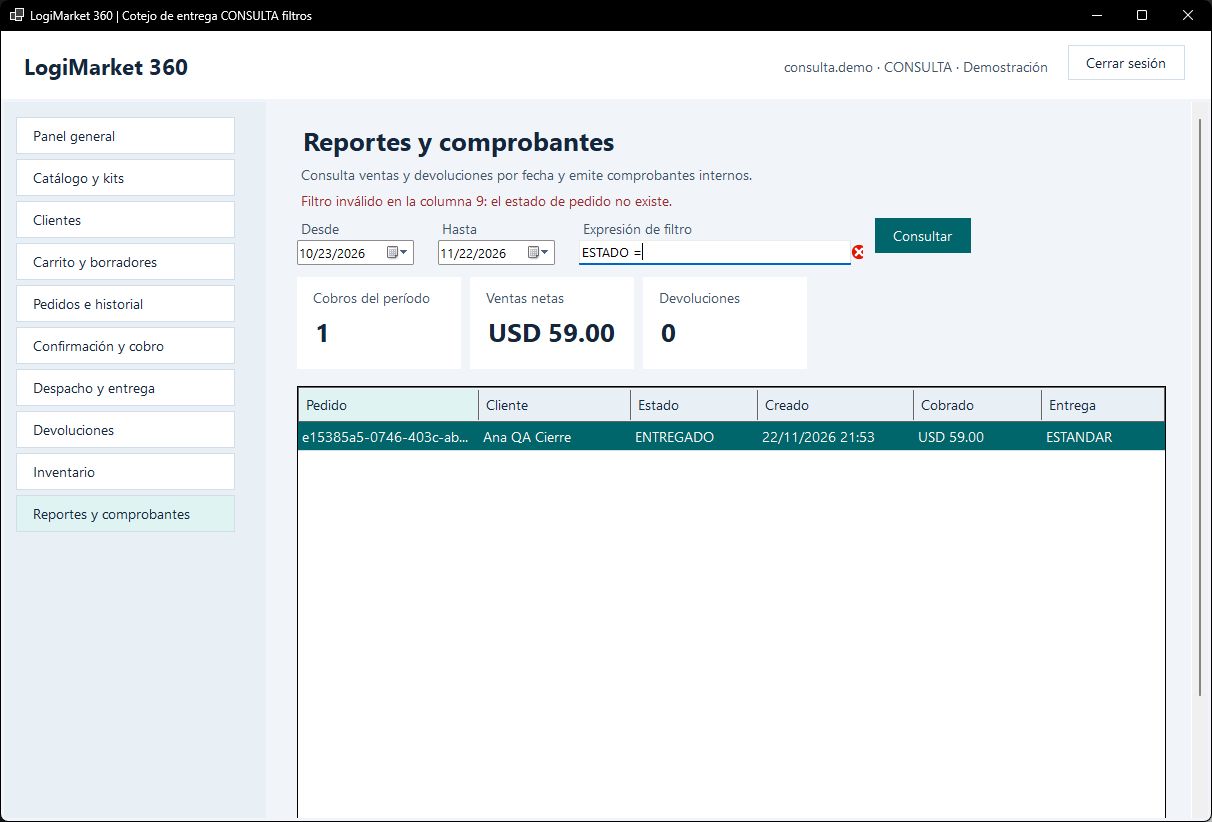 LogiMarket 360 | Cotejo de entrega CONSULTA filtros
LogiMarket 360
consulta.demo · CONSULTA · Demostración
Cerrar sesión
Panel general
Catálogo y kits
Clientes
Carrito y borradores
Pedidos e historial
Confirmación y cobro
Despacho y entrega
Devoluciones
Inventario
Reportes y comprobantes
Reportes y comprobantes
Consulta ventas y devoluciones por fecha y emite comprobantes internos.
Filtro inválido en la columna 9: el estado de pedido no existe.
Desde Hasta Expresión de filtro
10/23/2026 11/22/2026 ESTADO =
Consultar
Cobros del período Ventas netas Devoluciones
1 USD 59.00 0
Pedido Cliente Estado Creado Cobrado Entrega
e15385a5-0746-403c-ab... Ana QA Cierre ENTREGADO 22/11/2026 21:53 USD 59.00 ESTANDAR